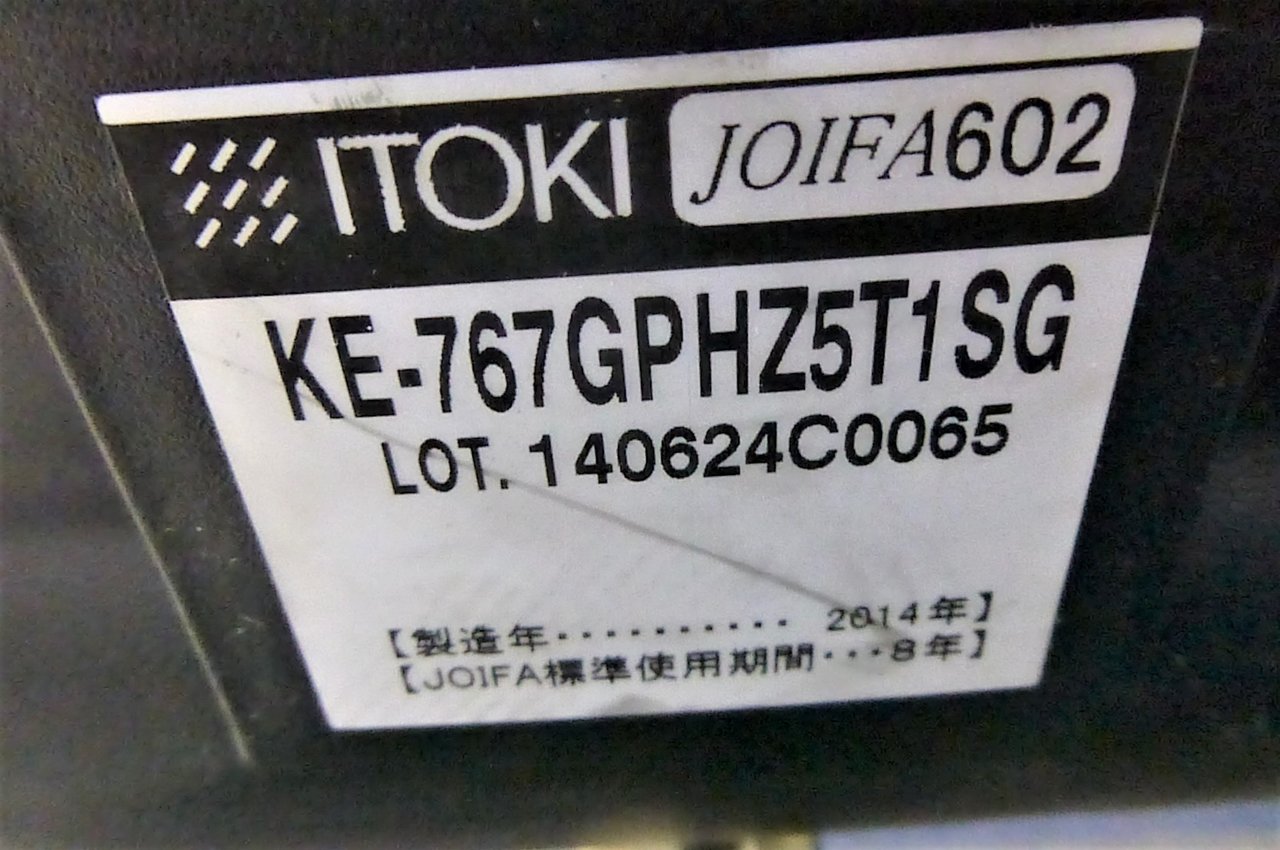 ITOKI JOIFA602
KE-767GPHZ5T1SG
LOT. 140624C0065
【製造年・・・・・・・・・・ 2014年】
【JOIFA標準使用期間・・・8年】